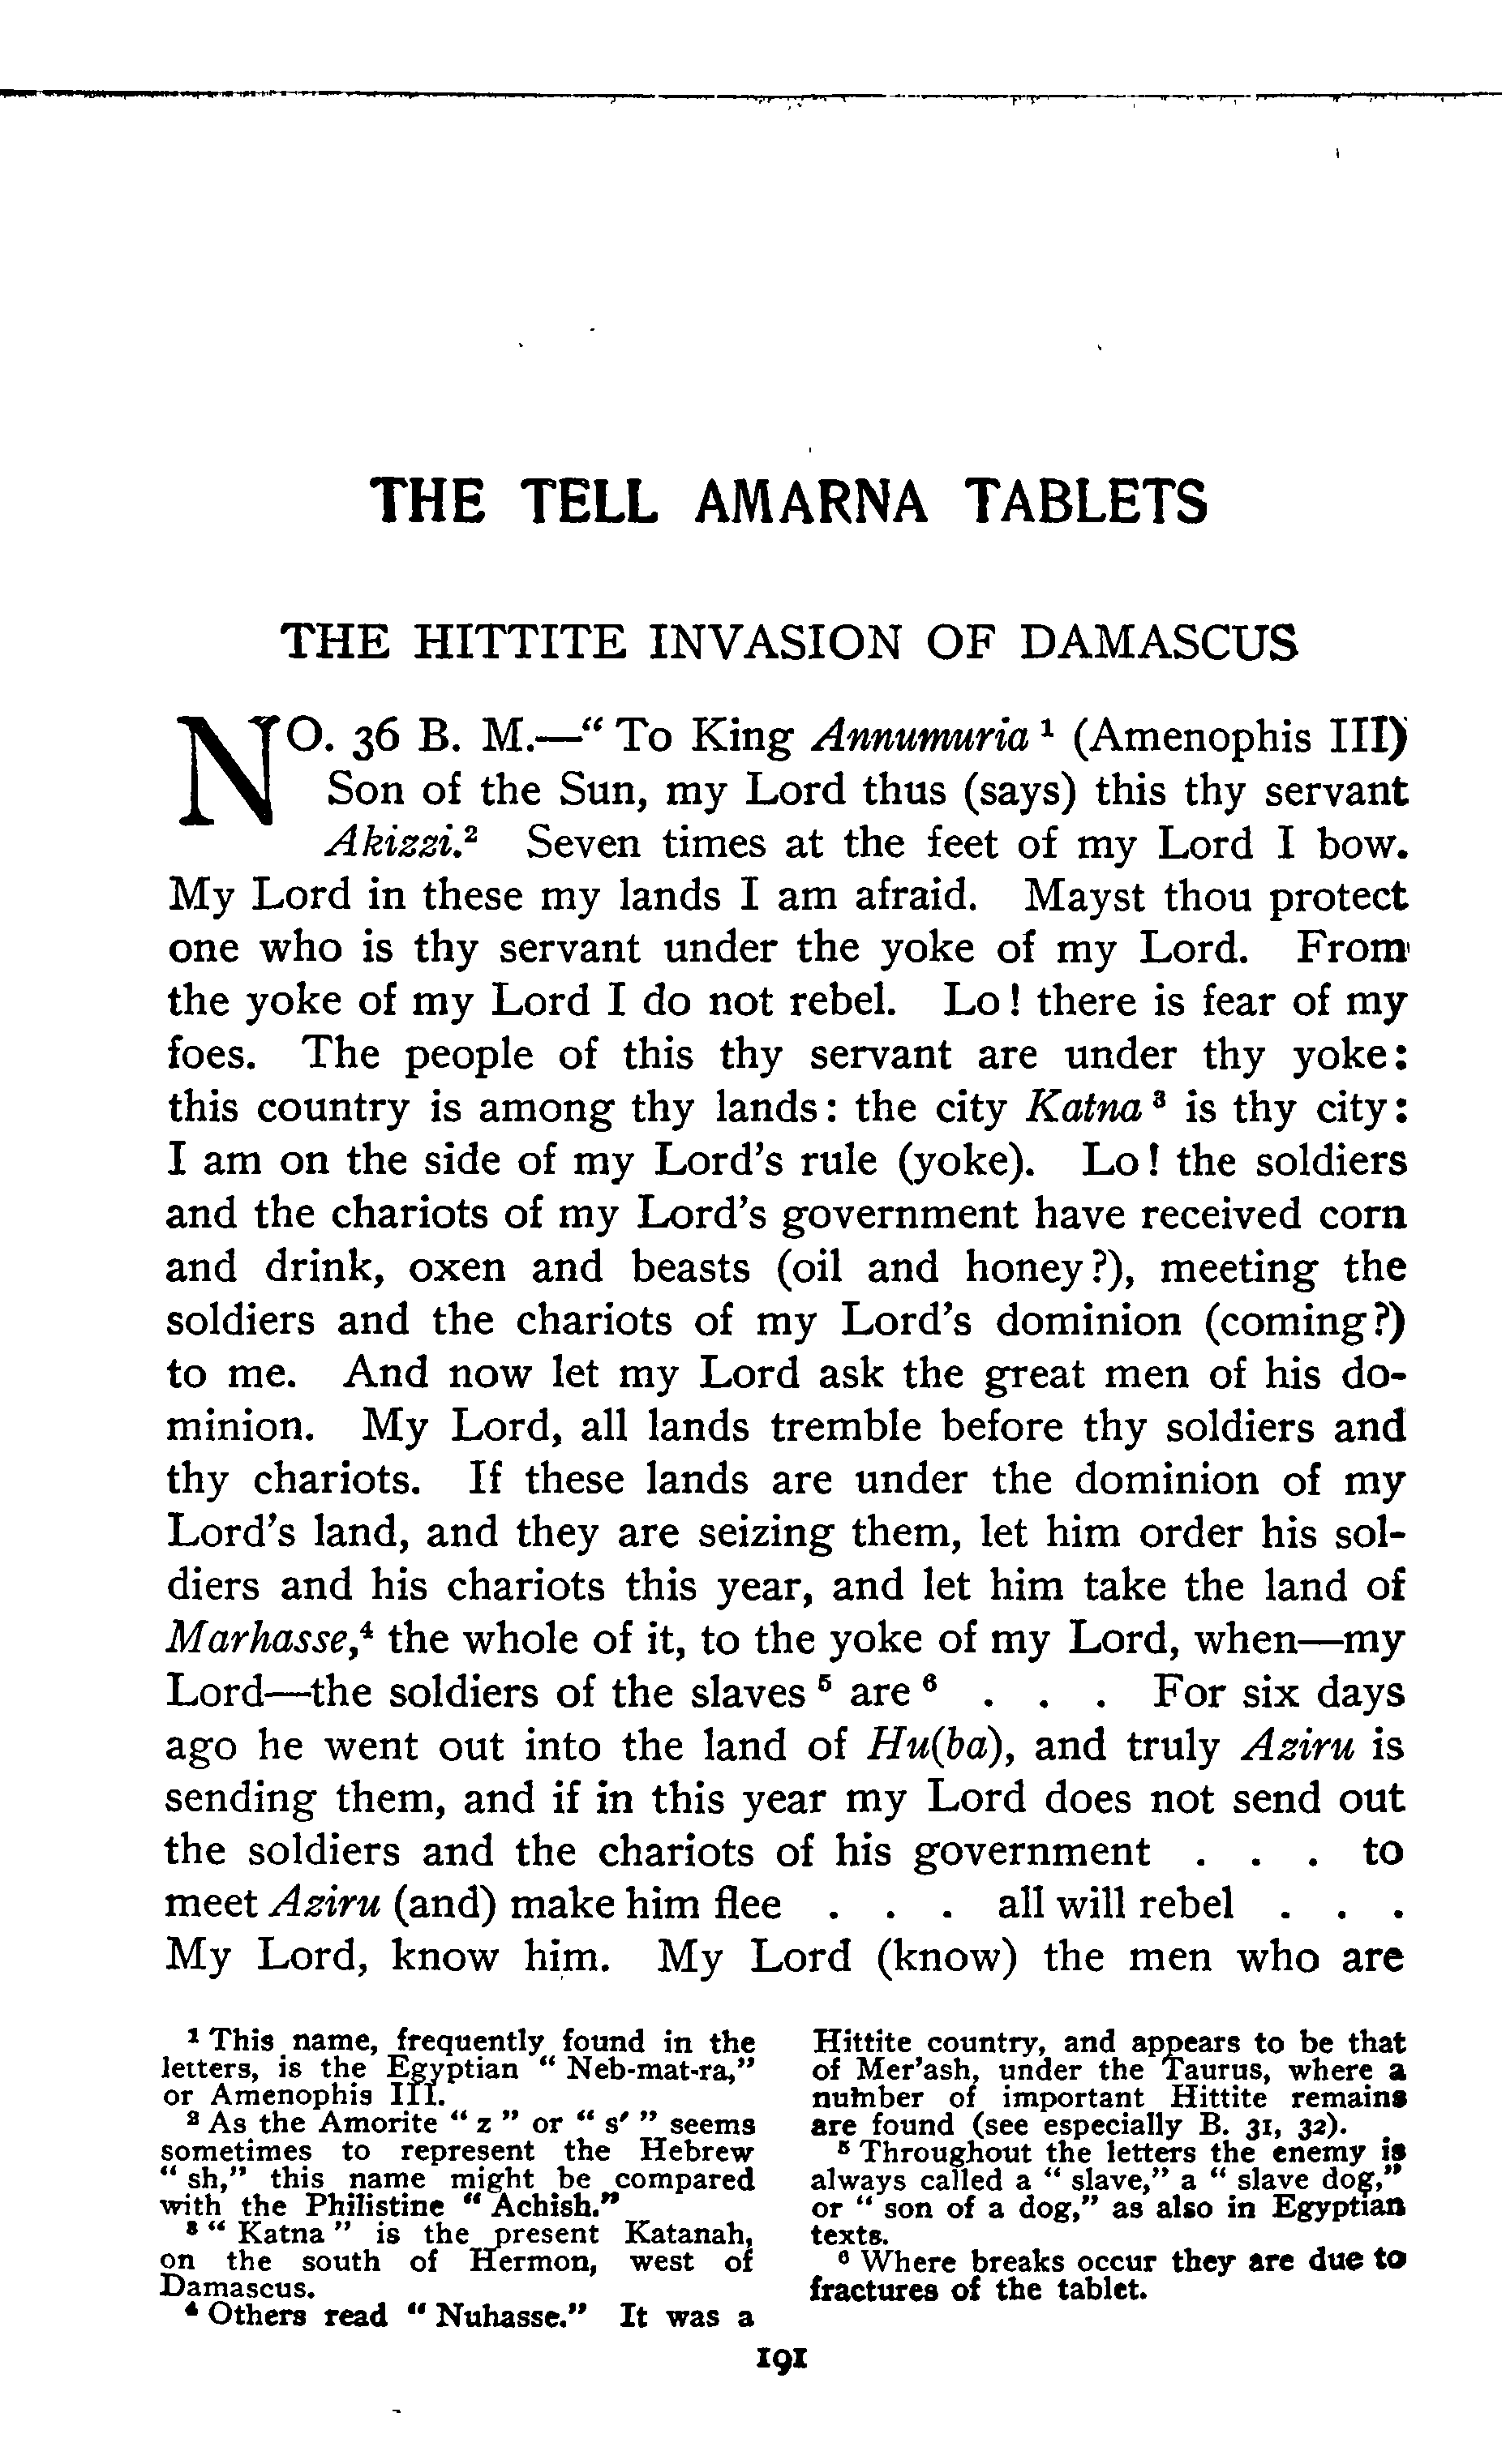 THE TELL AMARNA TABLETS
THE HITTITE INVASION OF DAMASCUS
NO. 36 B. M.—“ To King Annumuria ¹ (Amenophis III)
Son of the Sun, my Lord thus (says) this thy servant
Akizzi.² Seven times at the feet of my Lord I bow.
My Lord in these my lands I am afraid. Mayst thou protect
one who is thy servant under the yoke of my Lord. From
the yoke of my Lord I do not rebel. Lo! there is fear of my
foes. The people of this thy servant are under thy yoke:
this country is among thy lands: the city Katna ³ is thy city:
I am on the side of my Lord's rule (yoke). Lo! the soldiers
and the chariots of my Lord's government have received corn
and drink, oxen and beasts (oil and honey?), meeting the
soldiers and the chariots of my Lord's dominion (coming?)
to me. And now let my Lord ask the great men of his do-
minion. My Lord, all lands tremble before thy soldiers and
thy chariots. If these lands are under the dominion of my
Lord's land, and they are seizing them, let him order his sol-
diers and his chariots this year, and let him take the land of
Marhasse,⁴ the whole of it, to the yoke of my Lord, when—my
Lord—the soldiers of the slaves ⁵ are ⁶ . . . For six days
ago he went out into the land of Hu(ba), and truly Aziru is
sending them, and if in this year my Lord does not send out
the soldiers and the chariots of his government . . . to
meet Aziru (and) make him flee . . . all will rebel . . .
My Lord, know him. My Lord (know) the men who are
¹ This name, frequently found in the
letters, is the Egyptian “ Neb-mat-ra,”
or Amenophis III.
² As the Amorite “ z ” or “ s′ ” seems
sometimes to represent the Hebrew
“ sh,” this name might be compared
with the Philistine “ Achish.”
³ “ Katna ” is the present Katanah,
on the south of Hermon, west of
Damascus.
⁴ Others read “ Nuhasse.” It was a
Hittite country, and appears to be that
of Mer'ash, under the Taurus, where a
number of important Hittite remains
are found (see especially B. 31, 32).
⁵ Throughout the letters the enemy is
always called a “ slave,” a “ slave dog,”
or “ son of a dog,” as also in Egyptian
texts.
⁶ Where breaks occur they are due to
fractures of the tablet.
191